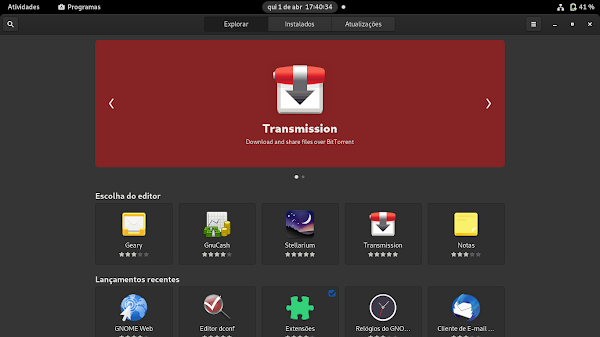 Atividades
Programas
qui 1 de abr 17:40:34
41 %
Explorar
Instalados
Atualizações
Transmission
Download and share files over BitTorrent
Escolha do editor
Geary
GnuCash
Stellarium
Transmission
Notas
Lançamentos recentes
GNOME Web
Editor dconf
Extensões
Relógios do GNO...
Cliente de E-mail ...